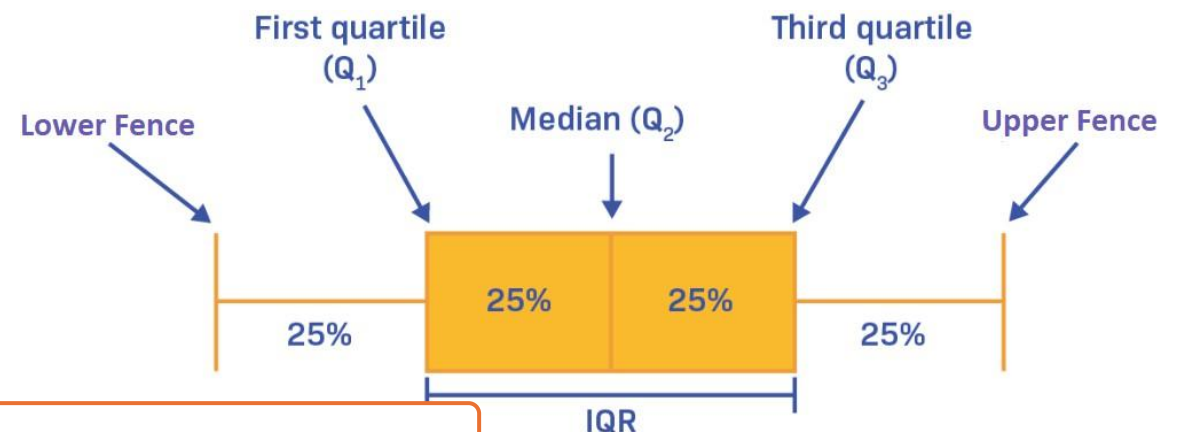 First quartile
(Q₁)
Third quartile
(Q₃)
Lower Fence
Median (Q₂)
Upper Fence
25%
25%
25%
25%
IQR